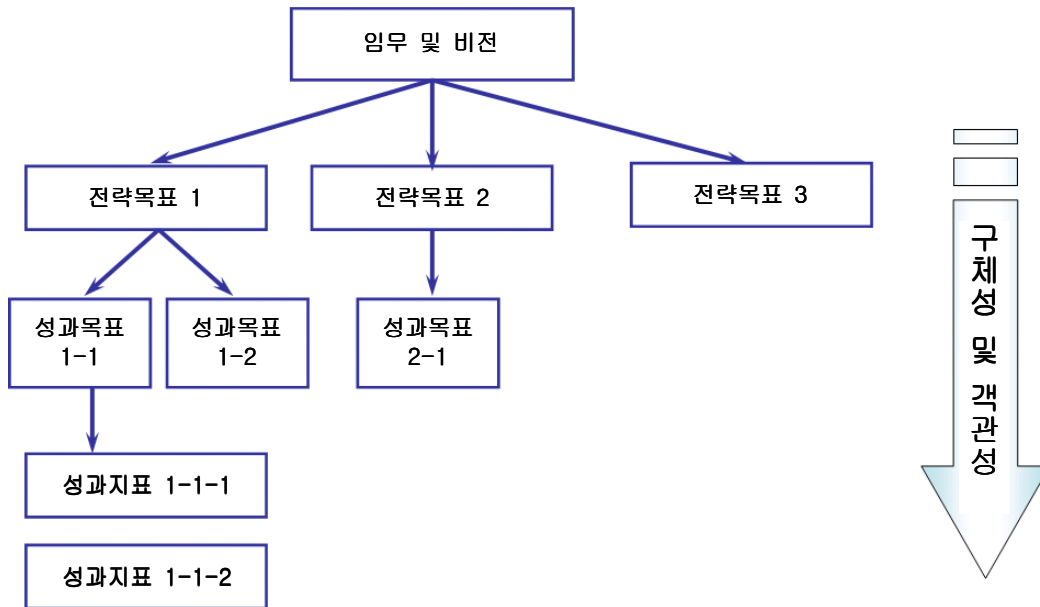 임무 및 비전
전략목표 1
전략목표 2
전략목표 3
성과목표
1-1
성과목표
1-2
성과목표
2-1
성과지표 1-1-1
성과지표 1-1-2
구체성 및 객관성